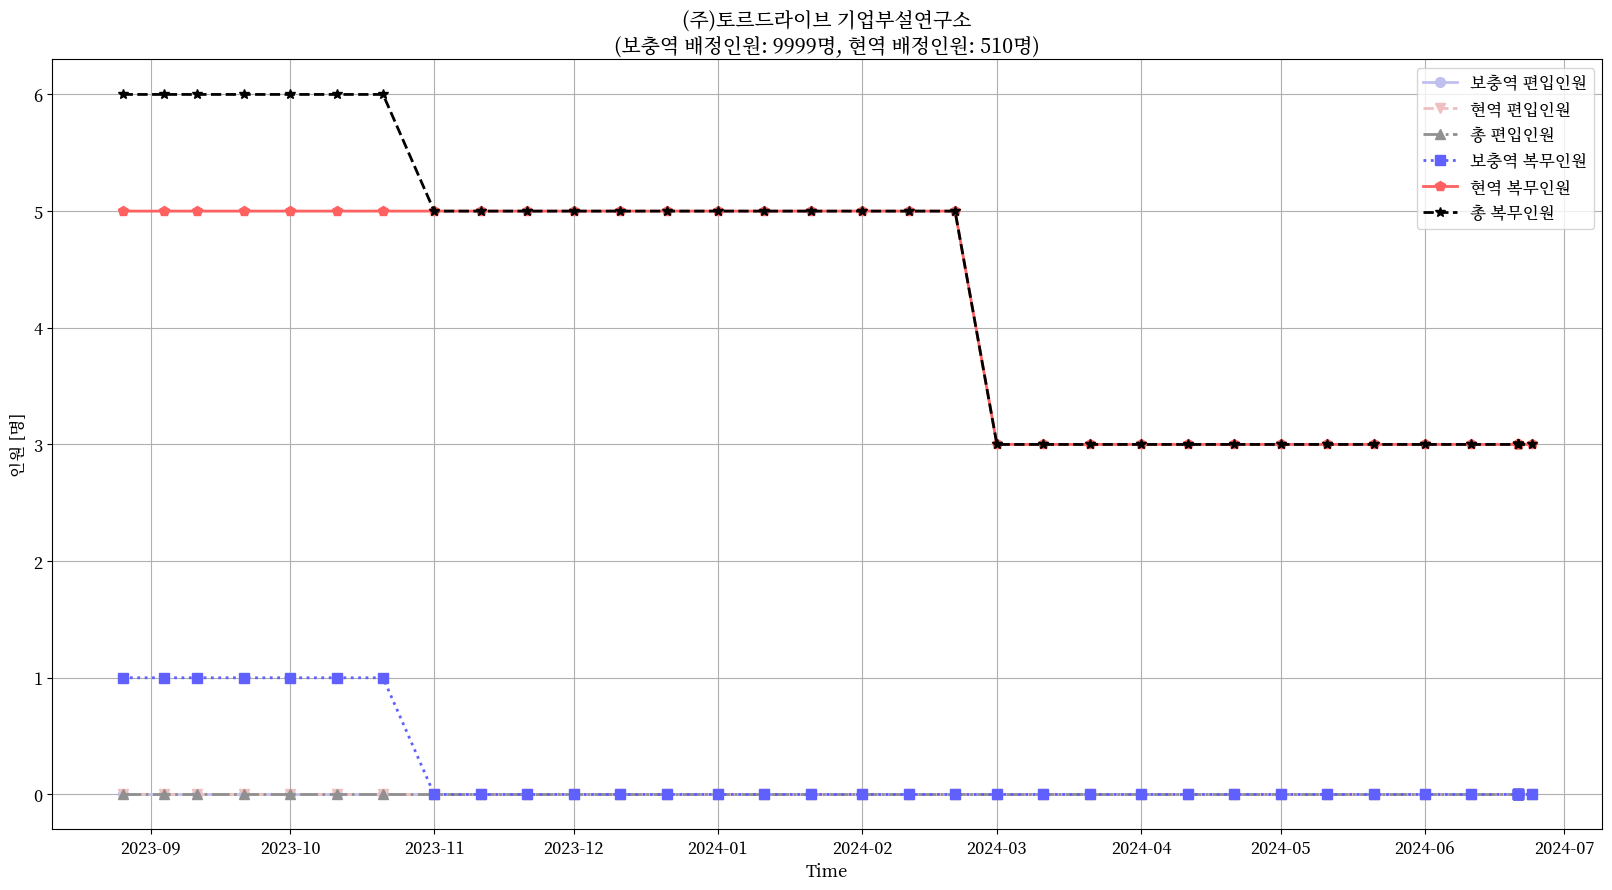 (주)토르드라이브 기업부설연구소
(보충역 배정인원: 9999명, 현역 배정인원: 510명)
보충역 편입인원
현역 편입인원
총 편입인원
보충역 복무인원
현역 복무인원
총 복무인원
인원 [명]
6
5
4
3
2
1
0
2023-09 2023-10 2023-11 2023-12 2024-01 2024-02 2024-03 2024-04 2024-05 2024-06 2024-07
Time